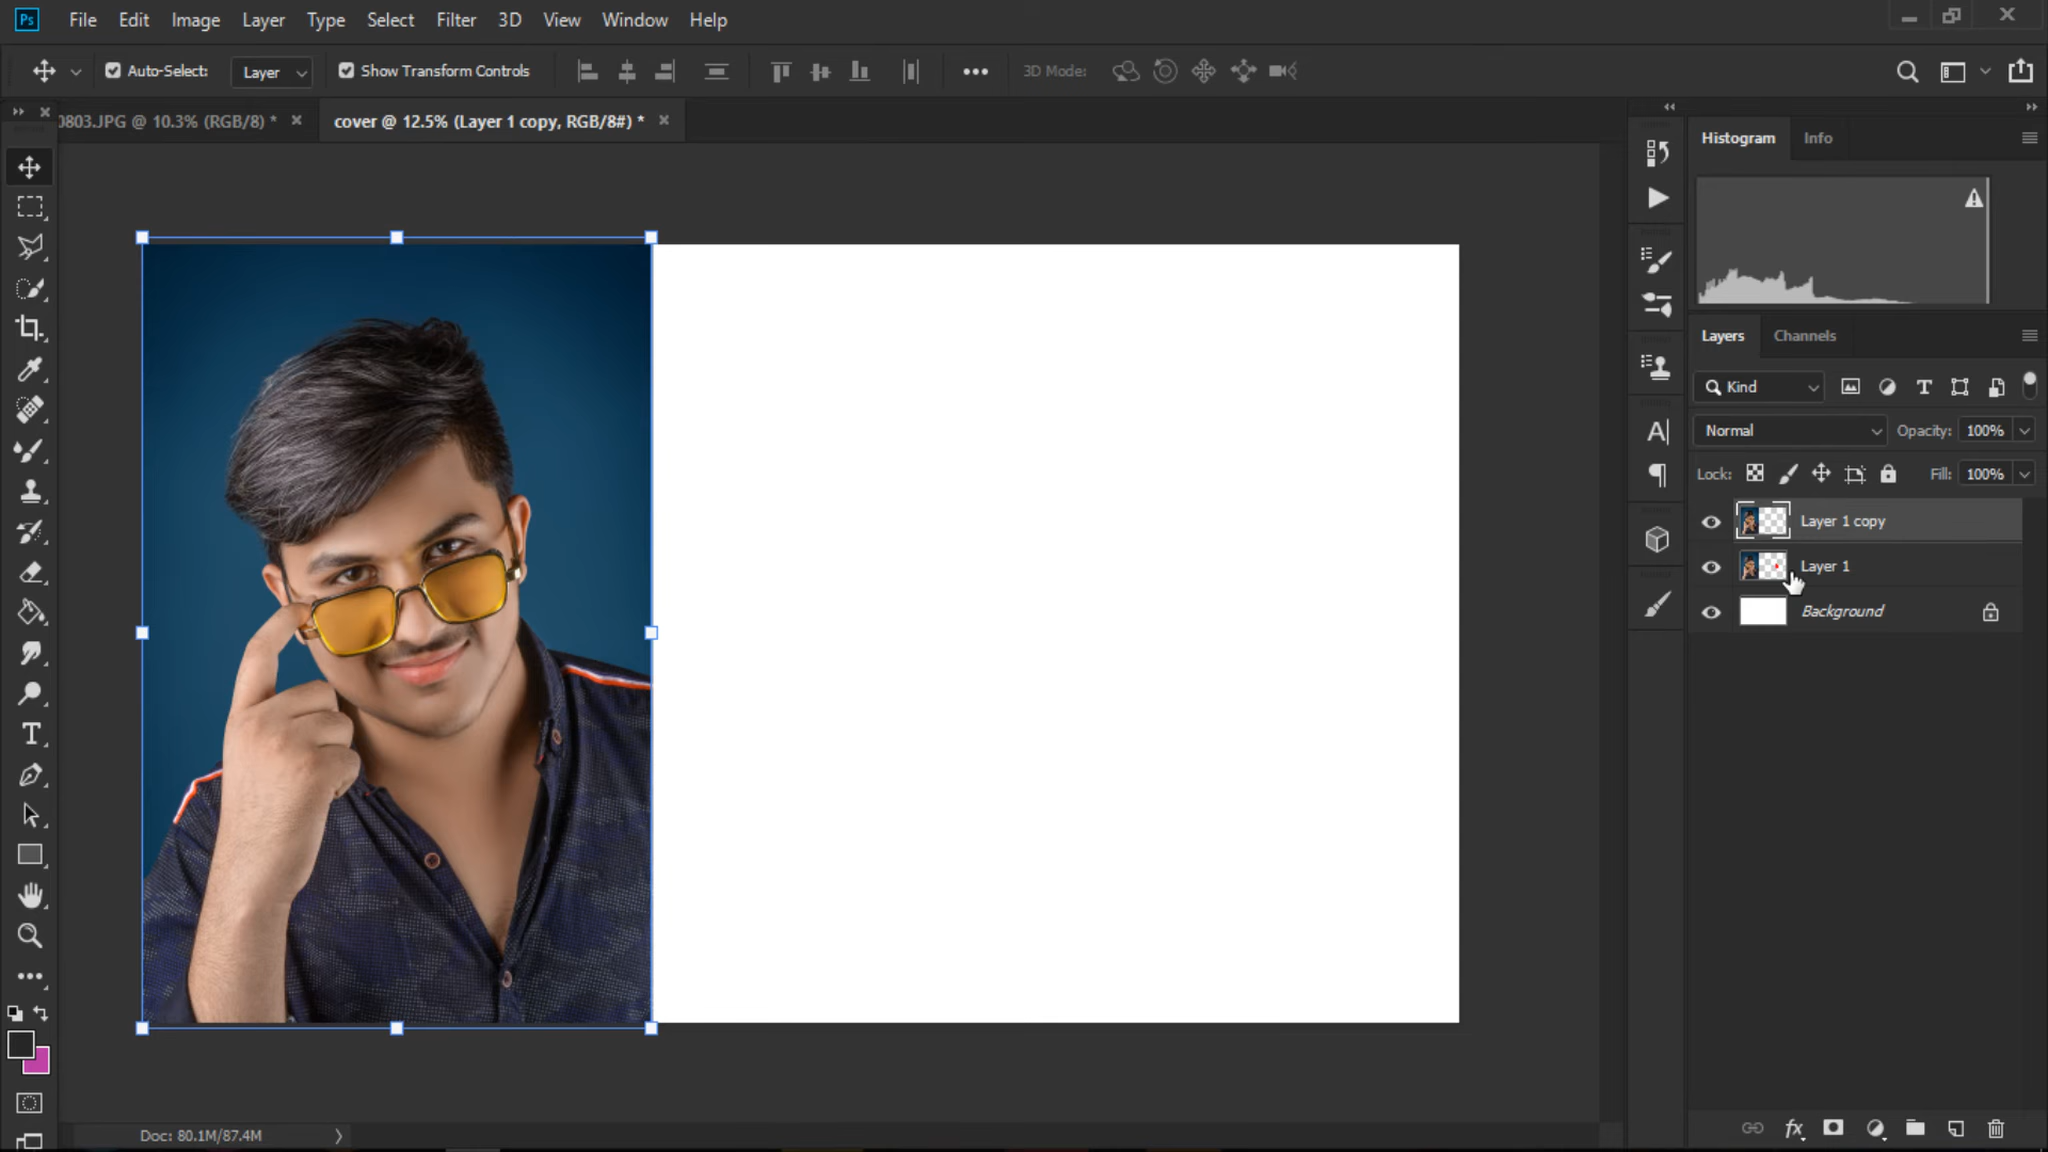 Ps File Edit Image Layer Type Select Filter 3D View Window Help
Auto-Select: Layer Show Transform Controls 3D Mode:
0803.JPG @ 10.3% (RGB/8) * cover @ 12.5% (Layer 1 copy, RGB/8#) *
Histogram Info
Layers Channels
Kind
Normal Opacity: 100%
Lock: Fill: 100%
Layer 1 copy
Layer 1
Background
Doc: 80.1M/87.4M